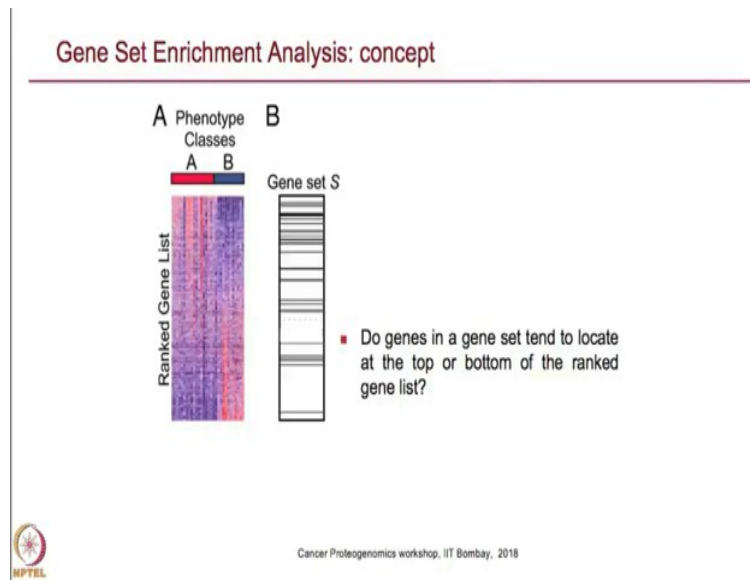 Gene Set Enrichment Analysis: concept
A Phenotype B
Classes
A B
Gene set S
Ranked Gene List
Do genes in a gene set tend to locate
at the top or bottom of the ranked
gene list?
Cancer Proteogenomics workshop, IIT Bombay, 2018
NPTEL